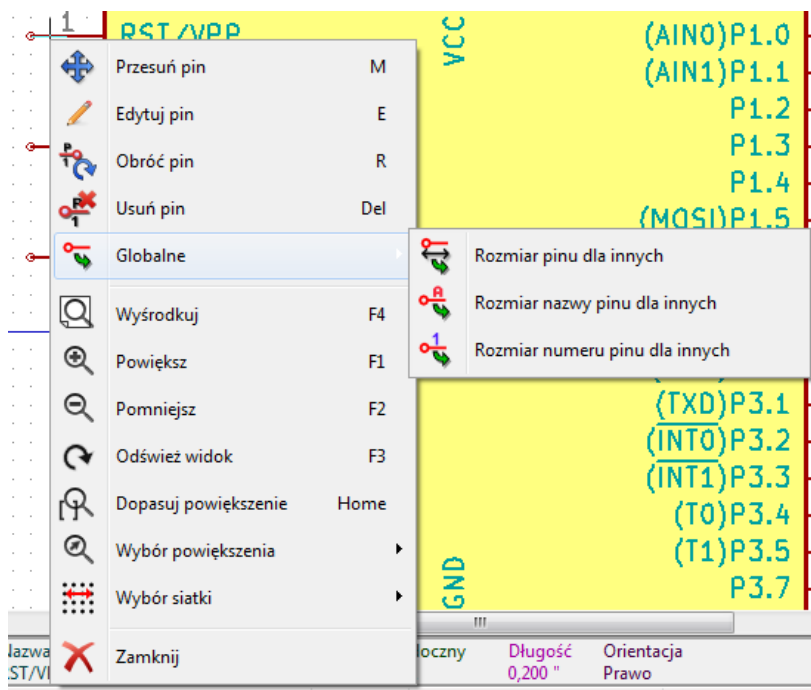 1
RST/VPP
VCC
(AIN0)P1.0
(AIN1)P1.1
P1.2
P1.3
P1.4
(MOSI)P1.5
Przesuń pin M
Edytuj pin E
Obróć pin R
Usuń pin Del
Globalne
Rozmiar pinu dla innych
Rozmiar nazwy pinu dla innych
Rozmiar numeru pinu dla innych
Wyśrodkuj F4
Powiększ F1
Pomniejsz F2
Odśwież widok F3
Dopasuj powiększenie Home
Wybór powiększenia
Wybór siatki
Zamknij
(TXD)P3.1
(INT0)P3.2
(INT1)P3.3
(T0)P3.4
(T1)P3.5
P3.7
GND
Długość Orientacja
0,200 " Prawo